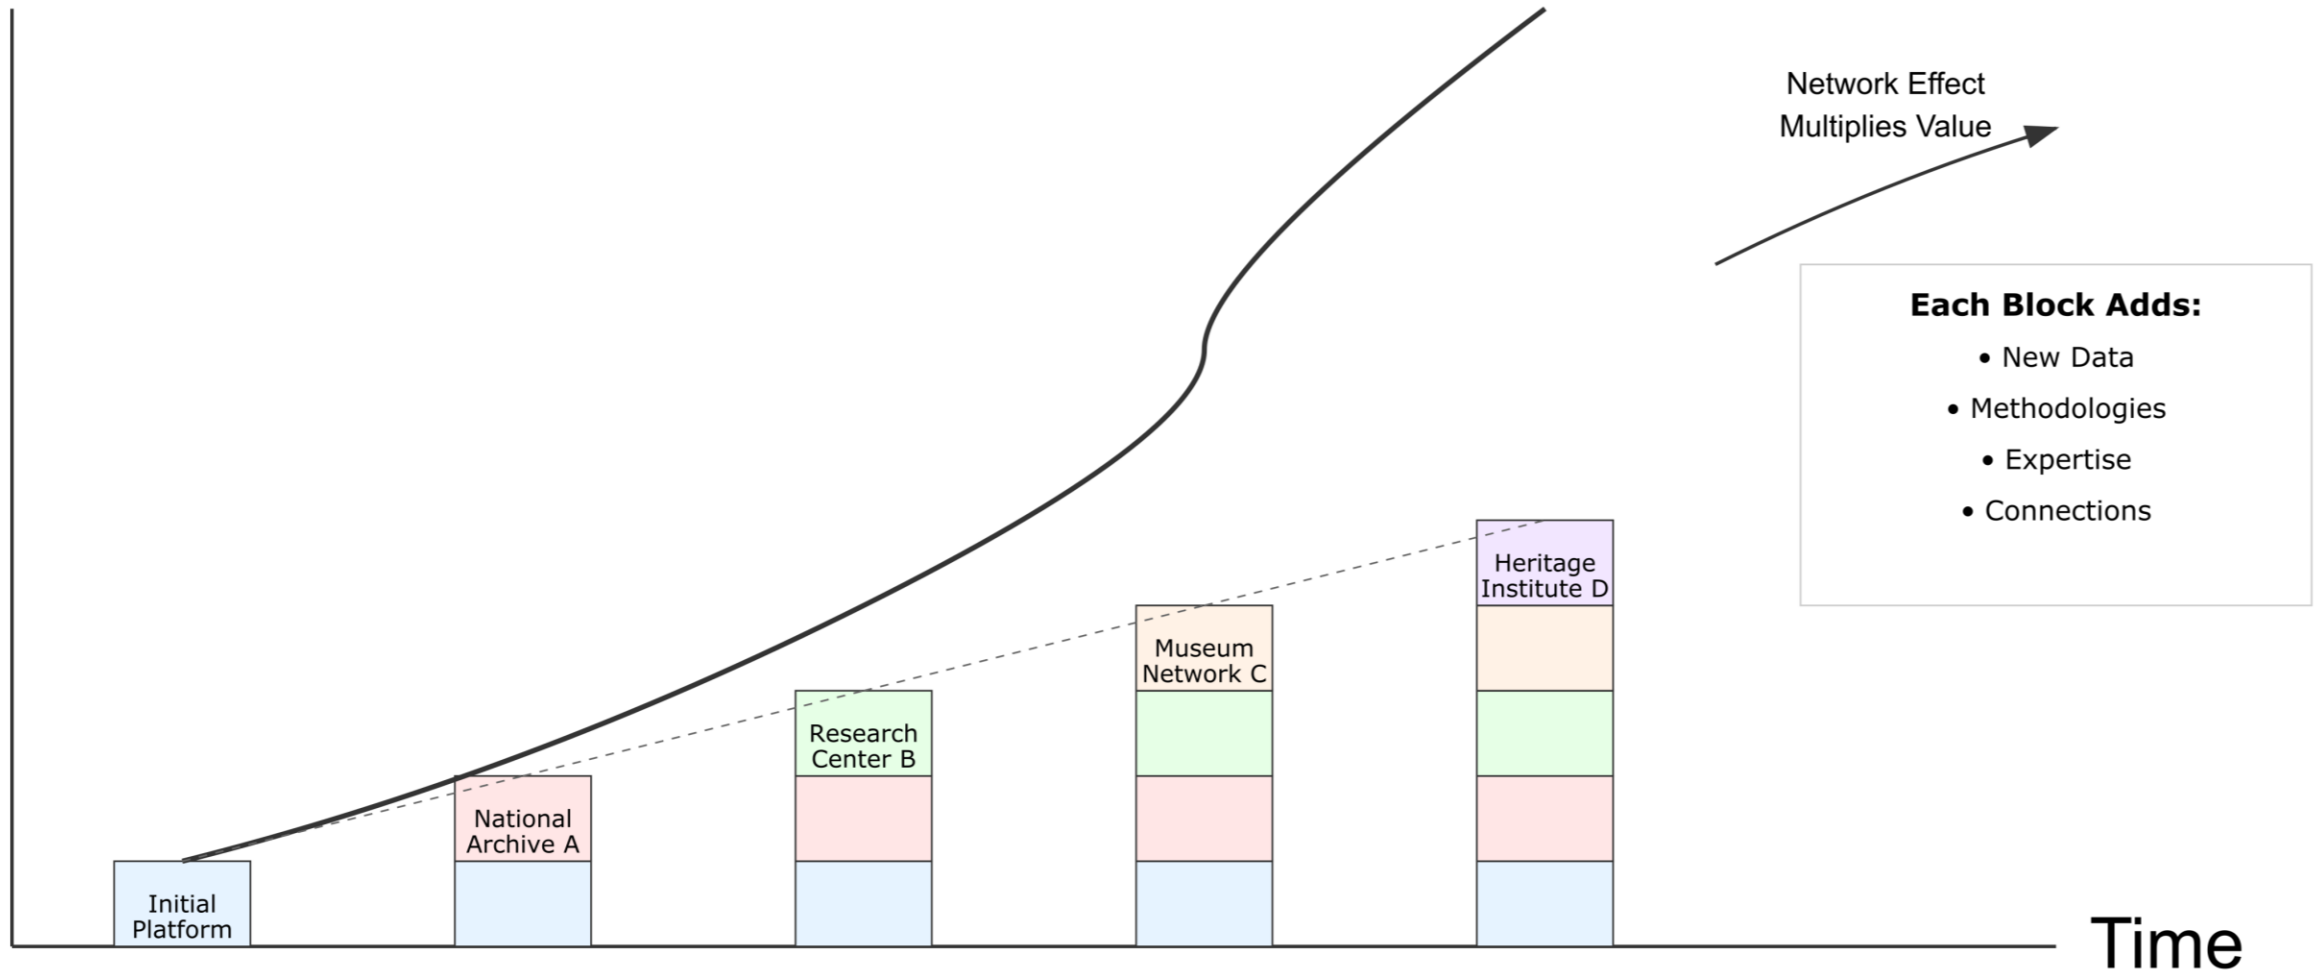 Network Effect
Multiplies Value
Each Block Adds:
• New Data
• Methodologies
• Expertise
• Connections
Heritage
Institute D
Museum
Network C
Research
Center B
National
Archive A
Initial
Platform
Time